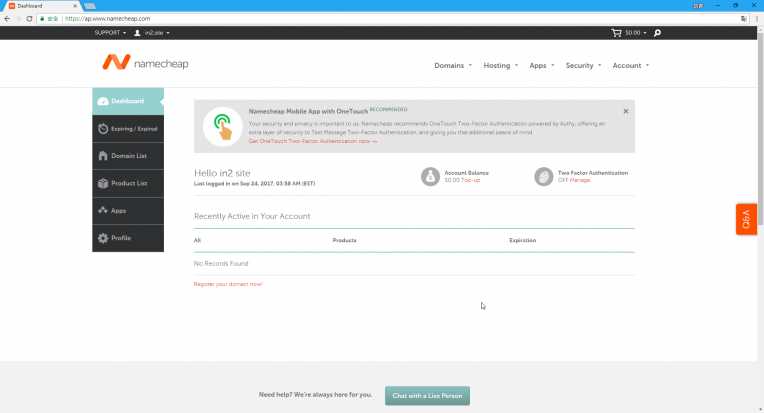 Dashboard
安全 https://ap.www.namecheap.com
SUPPORT in2.site $0.00
namecheap
Domains Hosting Apps Security Account
Dashboard
Expiring / Expired
Domain List
Product List
Apps
Profile
Namecheap Mobile App with OneTouch RECOMMENDED
Your security and privacy is important to us. Namecheap recommends OneTouch Two-Factor Authentication powered by Authy, offering an
extra layer of security to Text Message Two-Factor Authentication, and giving you that additional peace of mind.
Get OneTouch Two-Factor Authentication now
Hello in2 site
Last logged in on Sep 24, 2017, 03:58 AM (EST)
Account Balance
$0.00 Top-up
Two Factor Authentication
OFF Manage
Recently Active in Your Account
All Products Expiration
No Records Found
Register your domain now!
Q&A
Need help? We're always here for you.
Chat with a Live Person